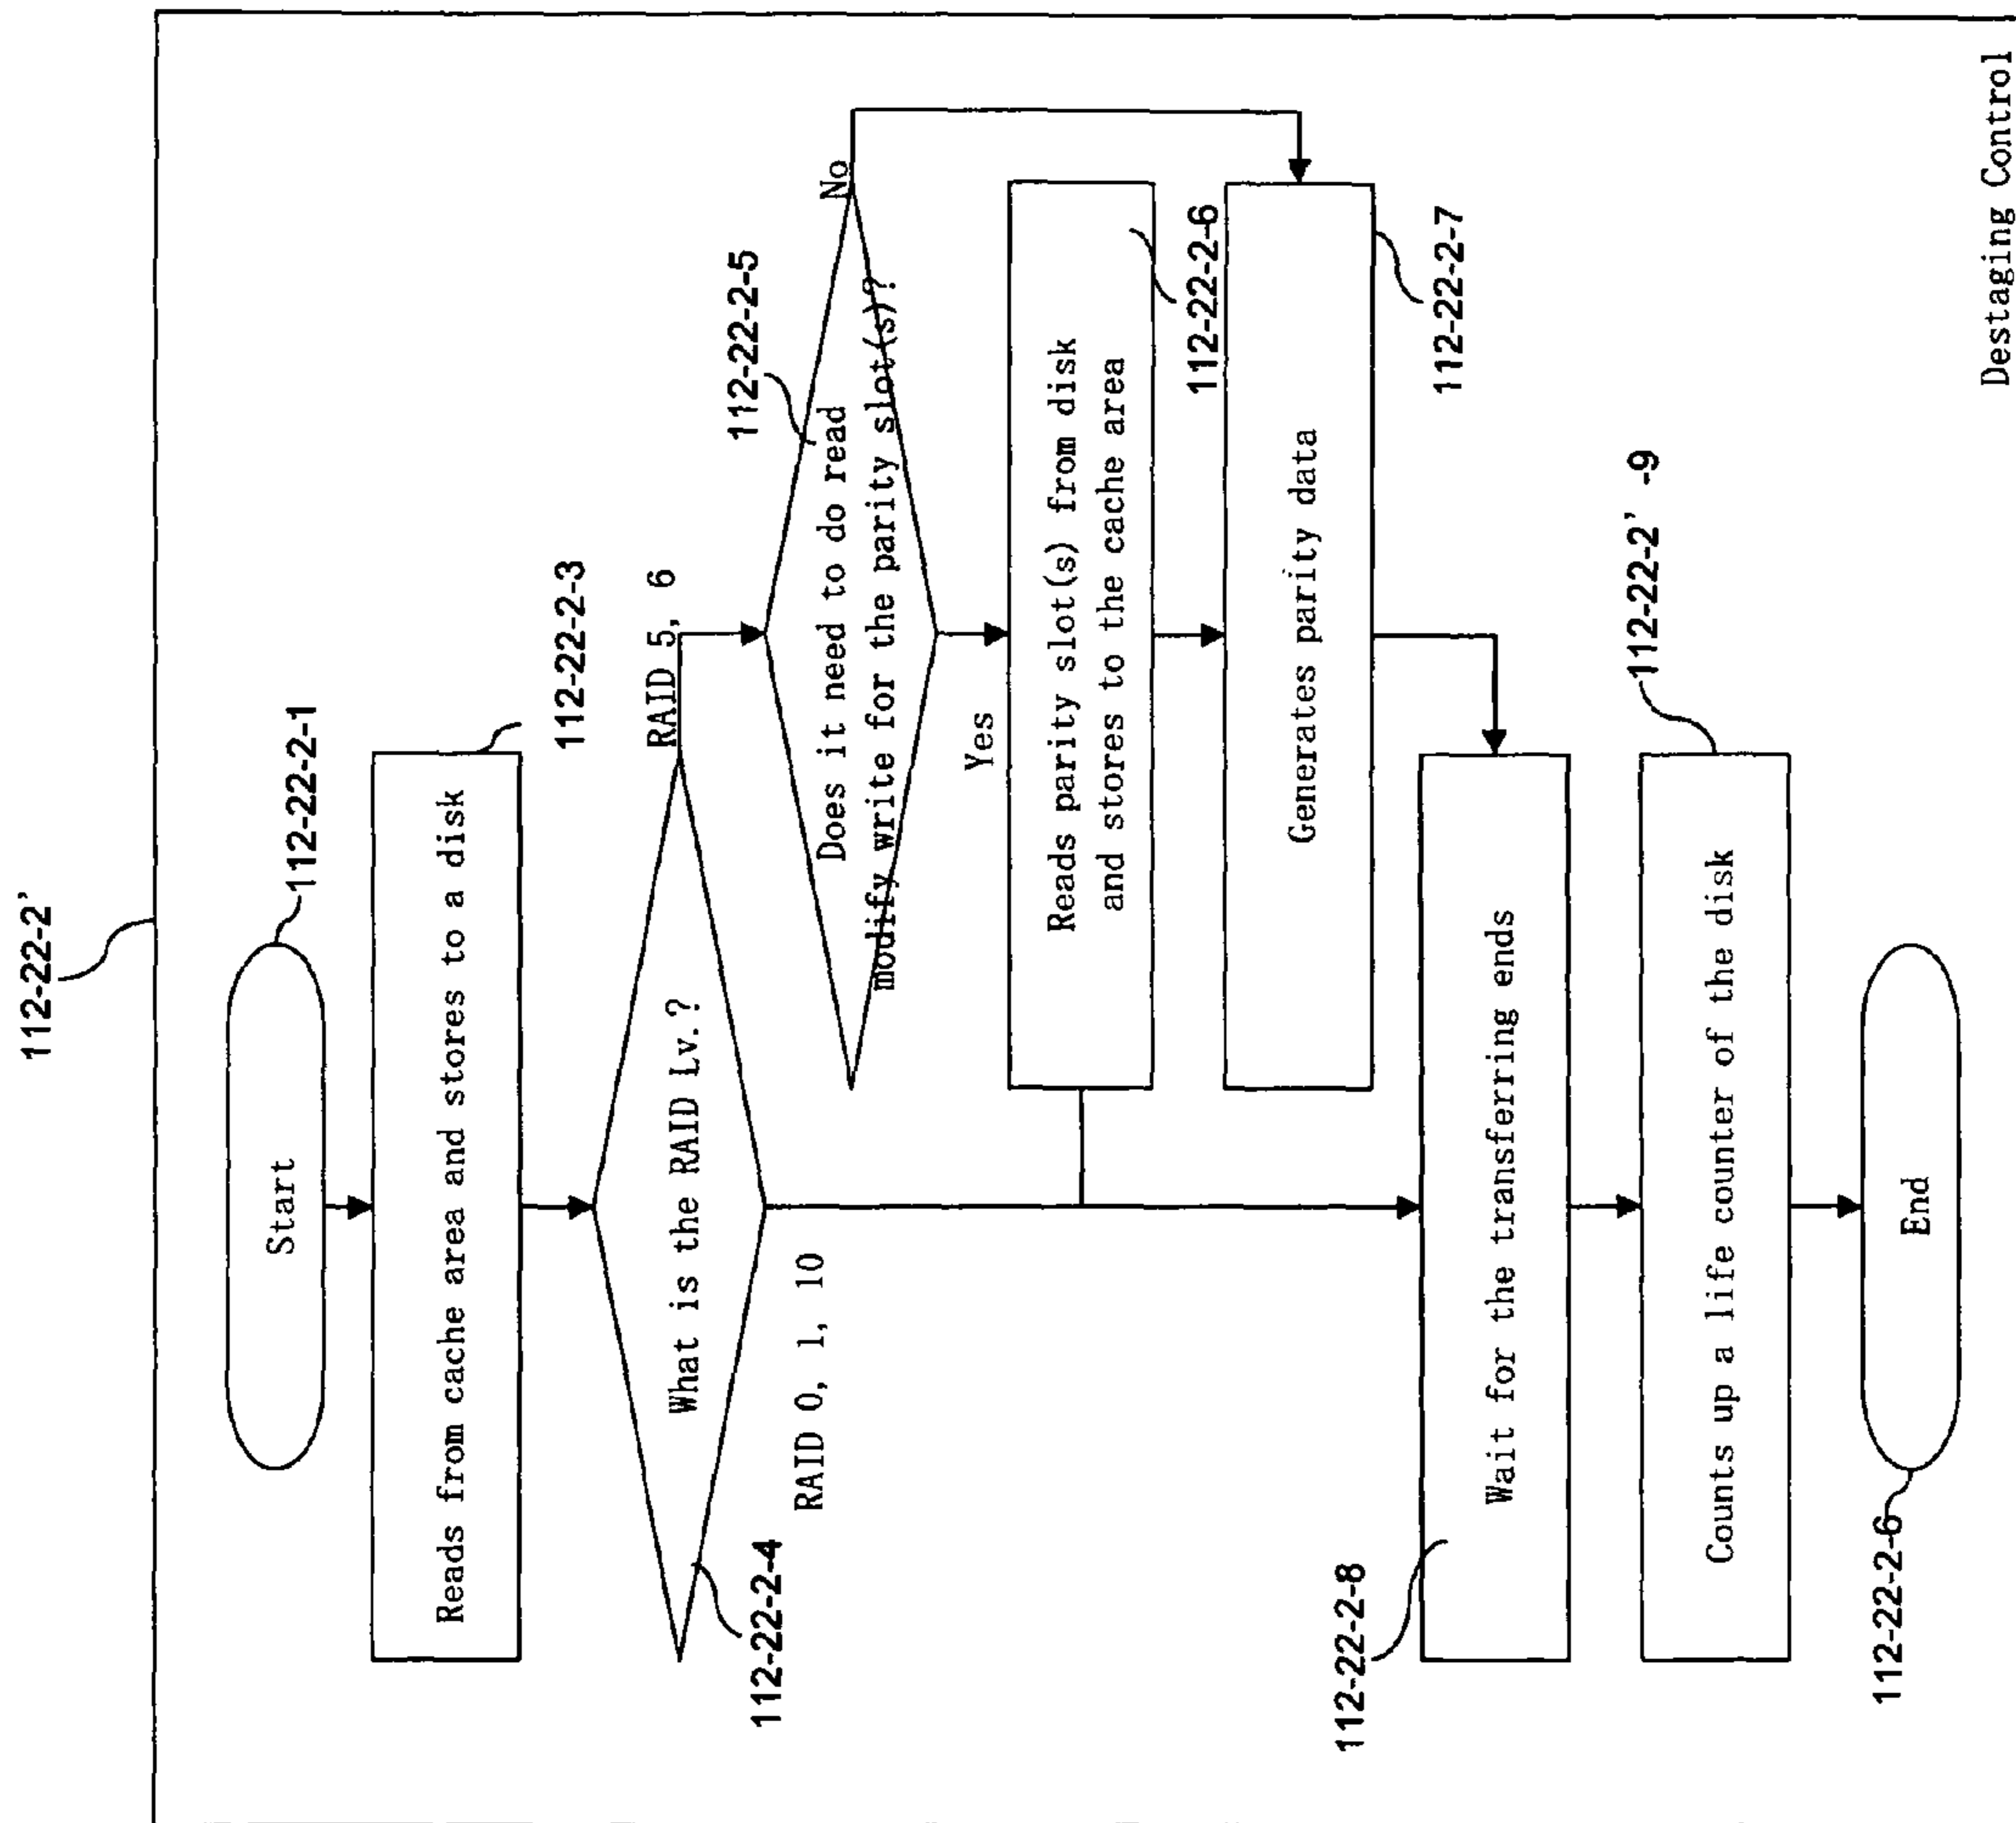 112-22-2'
112-22-2-1
Start
Reads from cache area and stores to a disk
112-22-2-3
What is the RAID Lv.?
112-22-2-4
RAID 5, 6
RAID 0, 1, 10
112-22-2-5
Does it need to do read
modify write for the parity slot(s)?
No
Yes
Reads parity slot(s) from disk
and stores to the cache area
112-22-2-6
Generates parity data
112-22-2-7
Wait for the transferring ends
112-22-2-8
Counts up a life counter of the disk
112-22-2' -9
End
112-22-2-6
Destaging Control